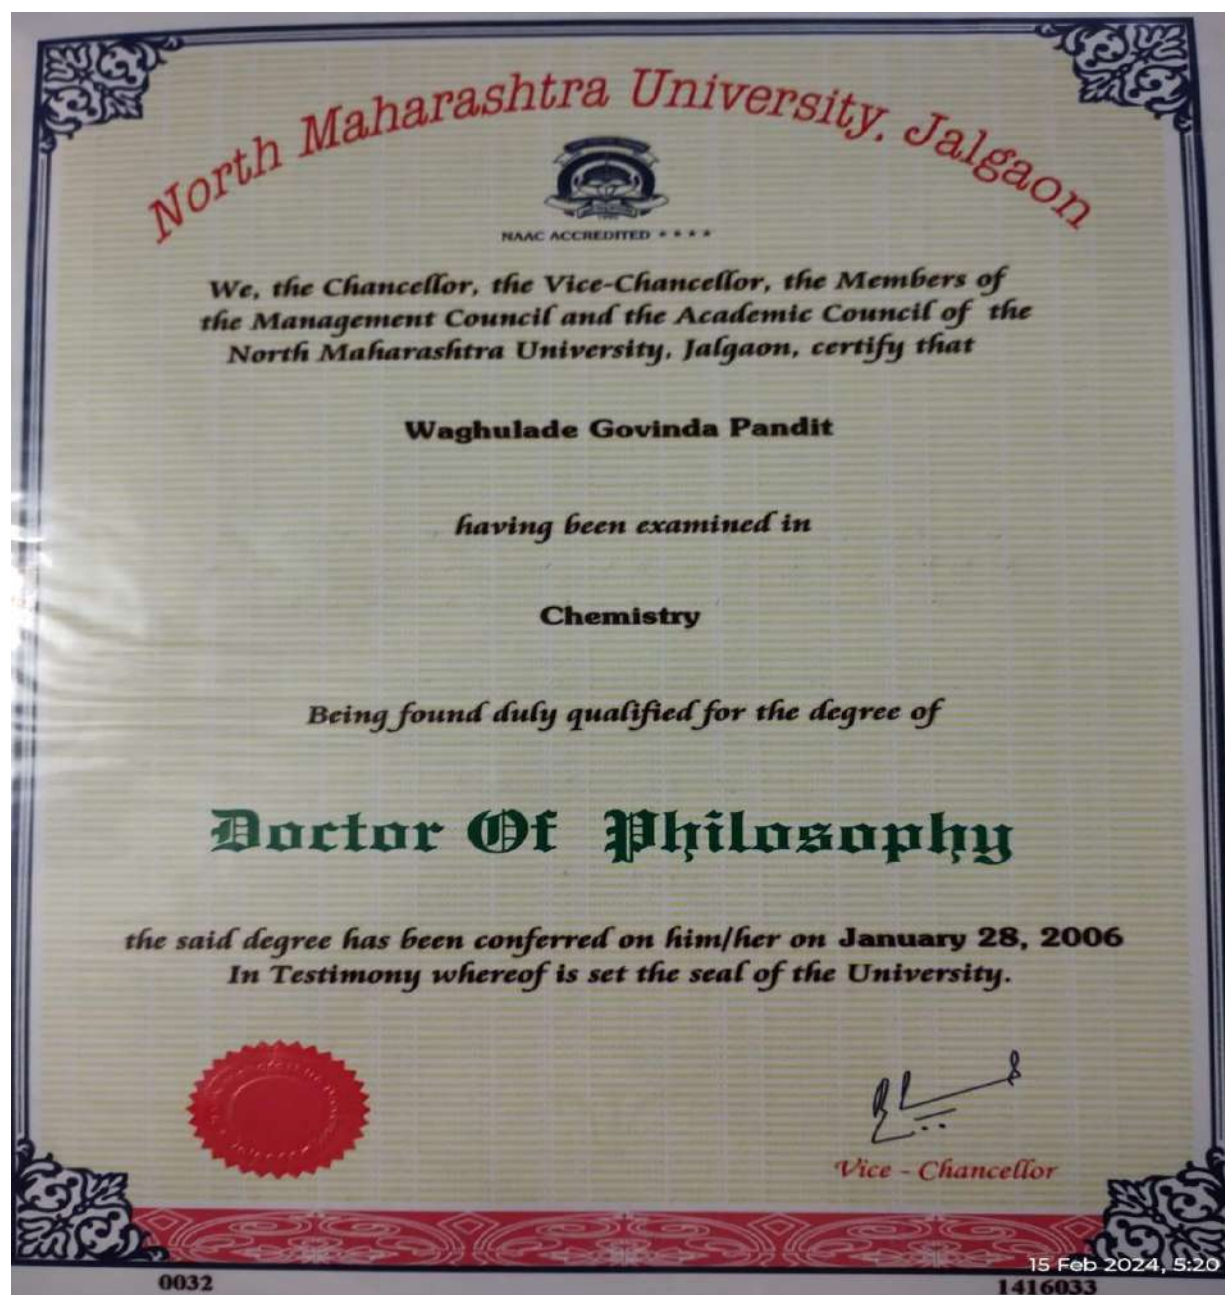 North Maharashtra University, Jalgaon
NAAC ACCREDITED ★ ★ ★ ★
We, the Chancellor, the Vice-Chancellor, the Members of
the Management Council and the Academic Council of the
North Maharashtra University, Jalgaon, certify that
Waghulade Govinda Pandit
having been examined in
Chemistry
Being found duly qualified for the degree of
Doctor Of Philosophy
the said degree has been conferred on him/her on January 28, 2006
In Testimony whereof is set the seal of the University.
Vice - Chancellor
15 Feb 2024, 5:20
0032
1416033